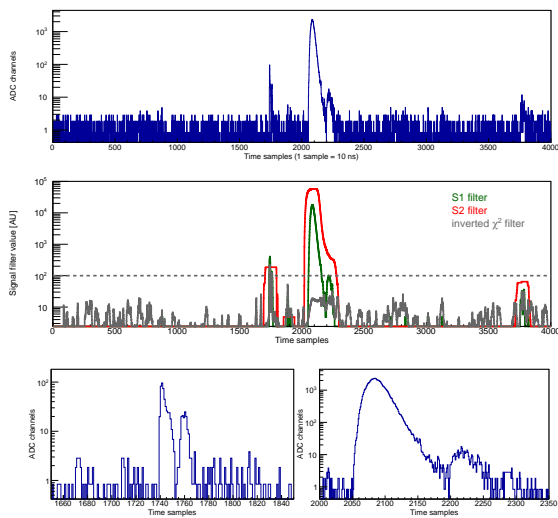 ADC channels
10³
10²
10
1
0 500 1000 1500 2000 2500 3000 3500 4000
Time samples (1 sample = 10 ns)
Signal filter value [AU]
10⁵
10⁴
10³
10²
10
S1 filter
S2 filter
inverted χ² filter
0 500 1000 1500 2000 2500 3000 3500 4000
Time samples
ADC channels
10²
10
1
1660 1680 1700 1720 1740 1760 1780 1800 1820 1840
Time samples
ADC channels
10³
10²
10
1
2000 2050 2100 2150 2200 2250 2300 2350
Time samples